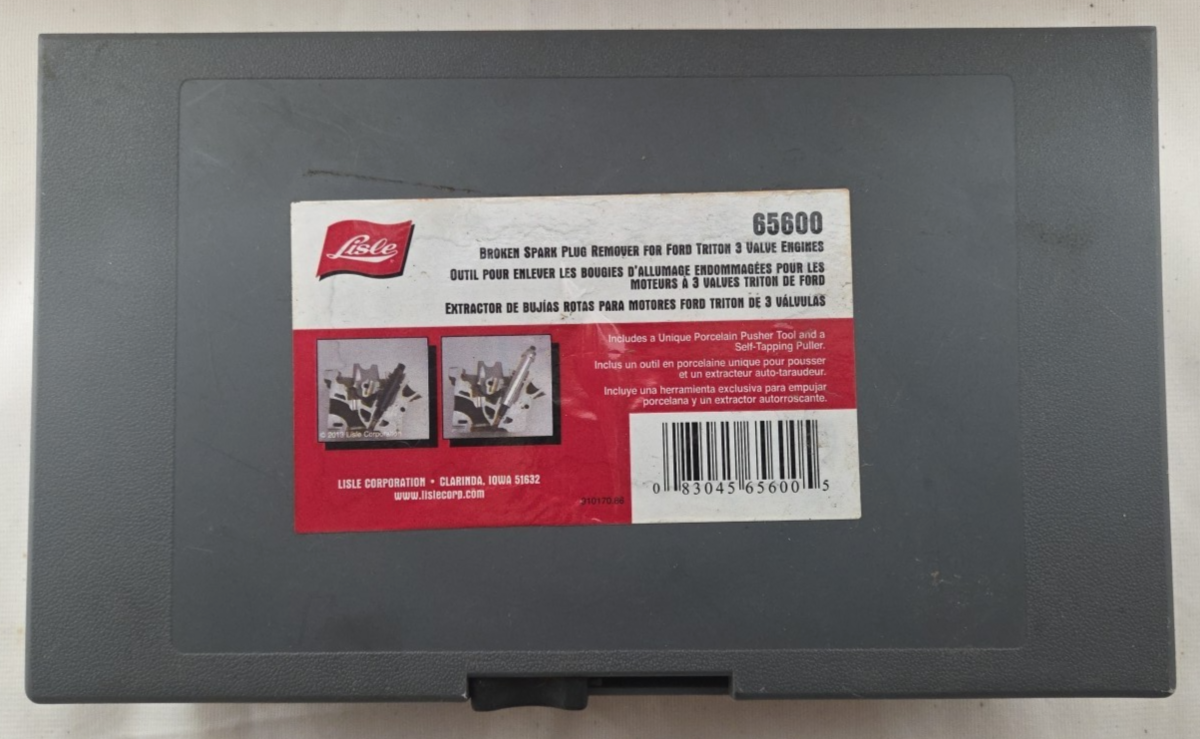 Lisle
65600
BROKEN SPARK PLUG REMOVER FOR FORD TRITON 3 VALVE ENGINES
OUTIL POUR ENLEVER LES BOUGIES D'ALLUMAGE ENDOMMAGÉES POUR LES
MOTEURS À 3 VALVES TRITON DE FORD
EXTRACTOR DE BUJÍAS ROTAS PARA MOTORES FORD TRITON DE 3 VÁLVULAS
Includes a Unique Porcelain Pusher Tool and a
Self-Tapping Puller.
Inclus un outil en porcelaine unique pour pousser
et un extracteur auto-taraudeur.
Incluye una herramienta exclusiva para empujar
porcelana y un extractor autorroscante.
© 2013 Lisle Corporation
LISLE CORPORATION • CLARINDA, IOWA 51632
www.lislecorp.com
0 83045 65600 5